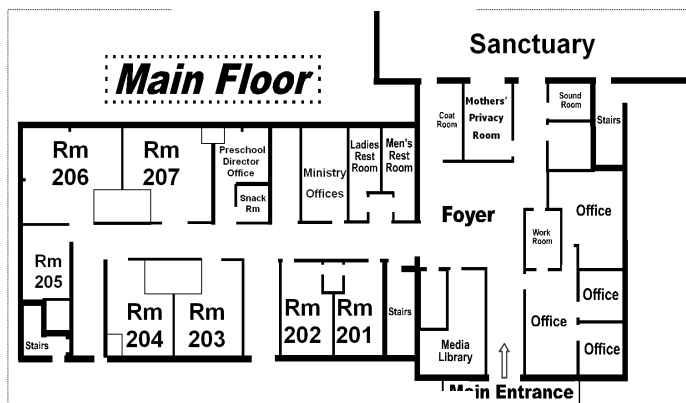 Sanctuary
Main Floor
Coat
Room
Mothers'
Privacy
Room
Sound
Room
Stairs
Rm
206
Rm
207
Preschool
Director
Office
Snack
Rm
Ministry
Offices
Ladies
Rest
Room
Men's
Rest
Room
Foyer
Work
Room
Office
Rm
205
Stairs
Rm
204
Rm
203
Rm
202
Rm
201
Stairs
Media
Library
Office
Office
Office
Main Entrance